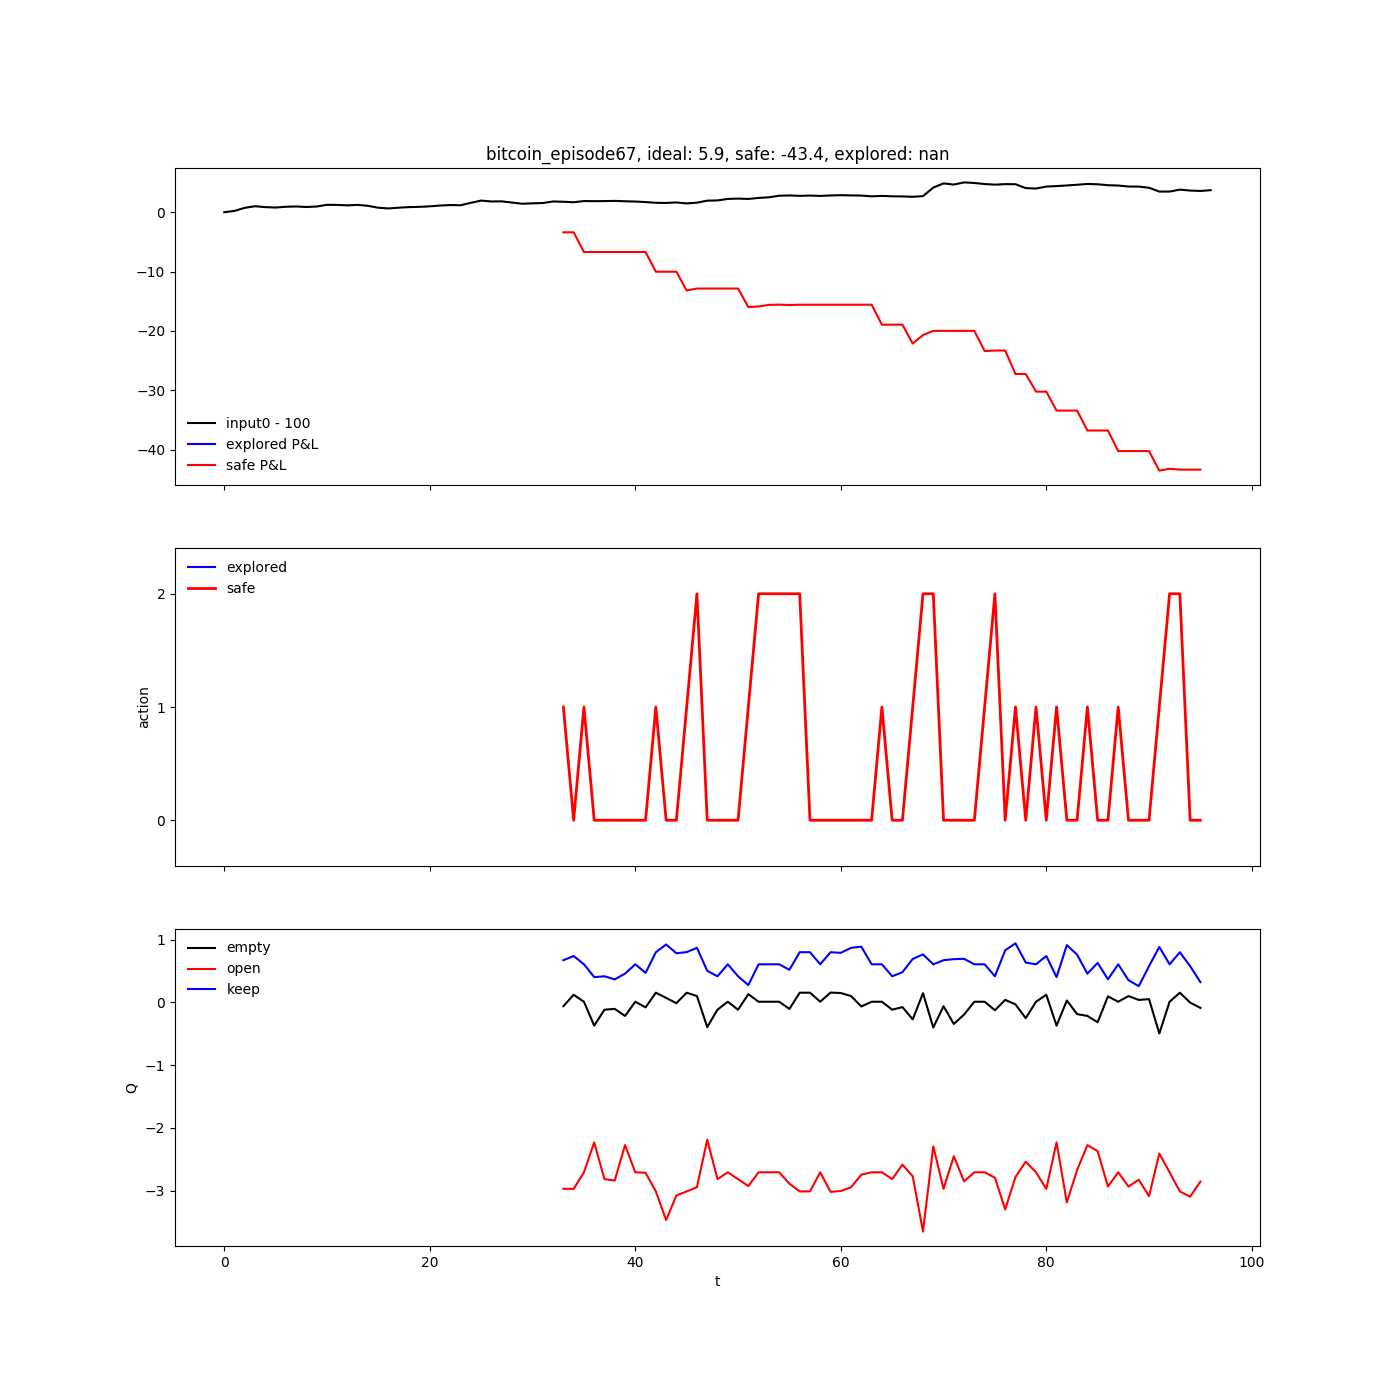 bitcoin_episode67, ideal: 5.9, safe: -43.4, explored: nan
0
−10
−20
−30
−40
input0 - 100
explored P&L
safe P&L
explored
safe
2
1
0
action
empty
open
keep
1
0
−1
−2
−3
Q
0 20 40 60 80 100
t